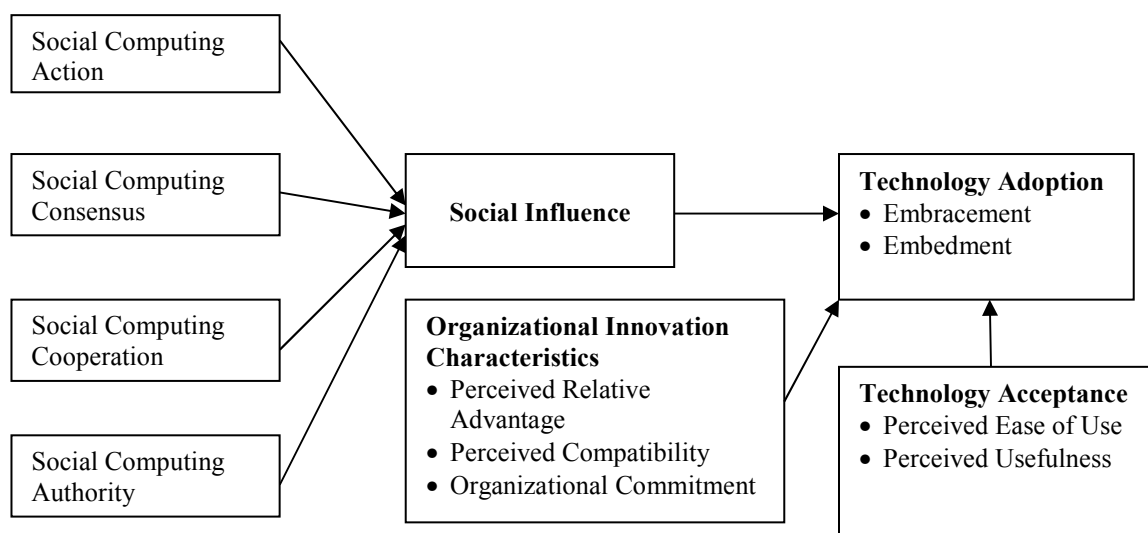 Social Computing
Action
Social Computing
Consensus
Social Computing
Cooperation
Social Computing
Authority
Social Influence
Organizational Innovation
Characteristics
• Perceived Relative
Advantage
• Perceived Compatibility
• Organizational Commitment
Technology Adoption
• Embracement
• Embedment
Technology Acceptance
• Perceived Ease of Use
• Perceived Usefulness